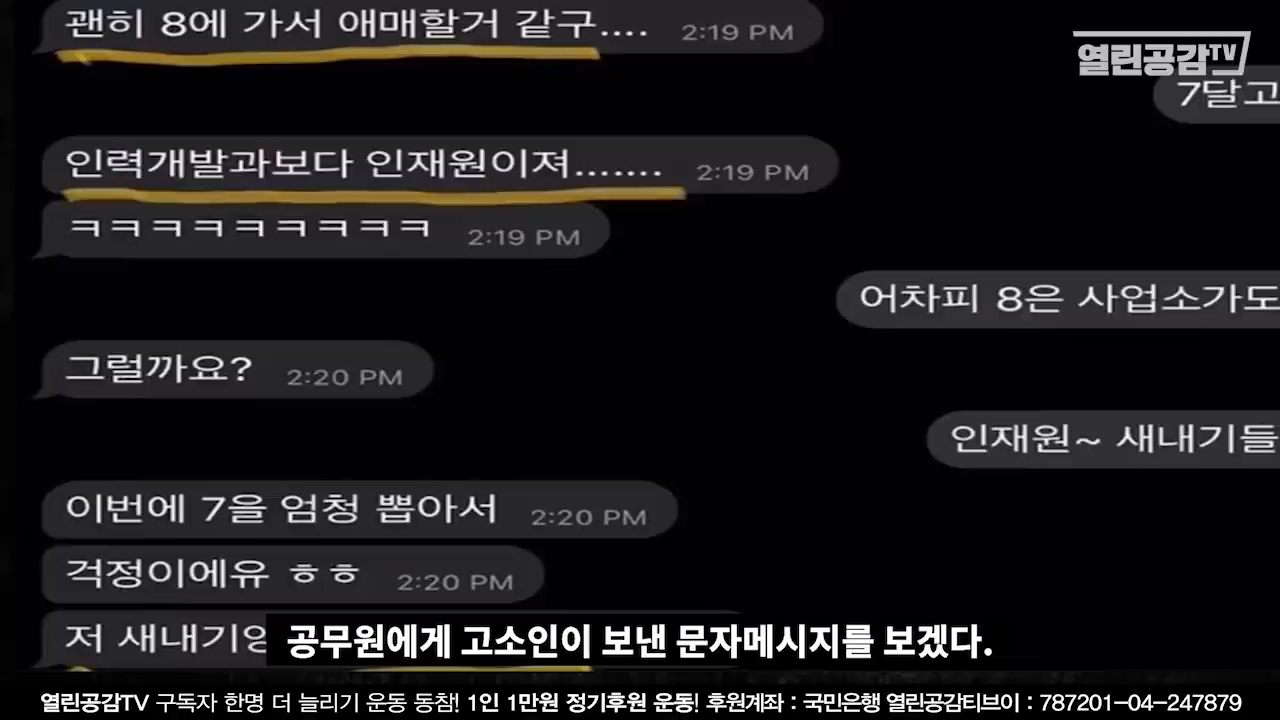 괜히 8에 가서 애매할거 같구.... 2:19 PM
열린공감TV
7달고
인력개발과보다 인재원이져....... 2:19 PM
ㅋㅋㅋㅋㅋㅋㅋㅋㅋ 2:19 PM
어차피 8은 사업소가도
그럴까요? 2:20 PM
인재원~ 새내기들
이번에 7을 엄청 뽑아서 2:20 PM
걱정이에유 ㅎㅎ 2:20 PM
저 새내기
공무원에게 고소인이 보낸 문자메시지를 보겠다.
열린공감TV 구독자 한명 더 늘리기 운동 동참! 1인 1만원 정기후원 운동! 후원계좌 : 국민은행 열린공감티브이 : 787201-04-247879